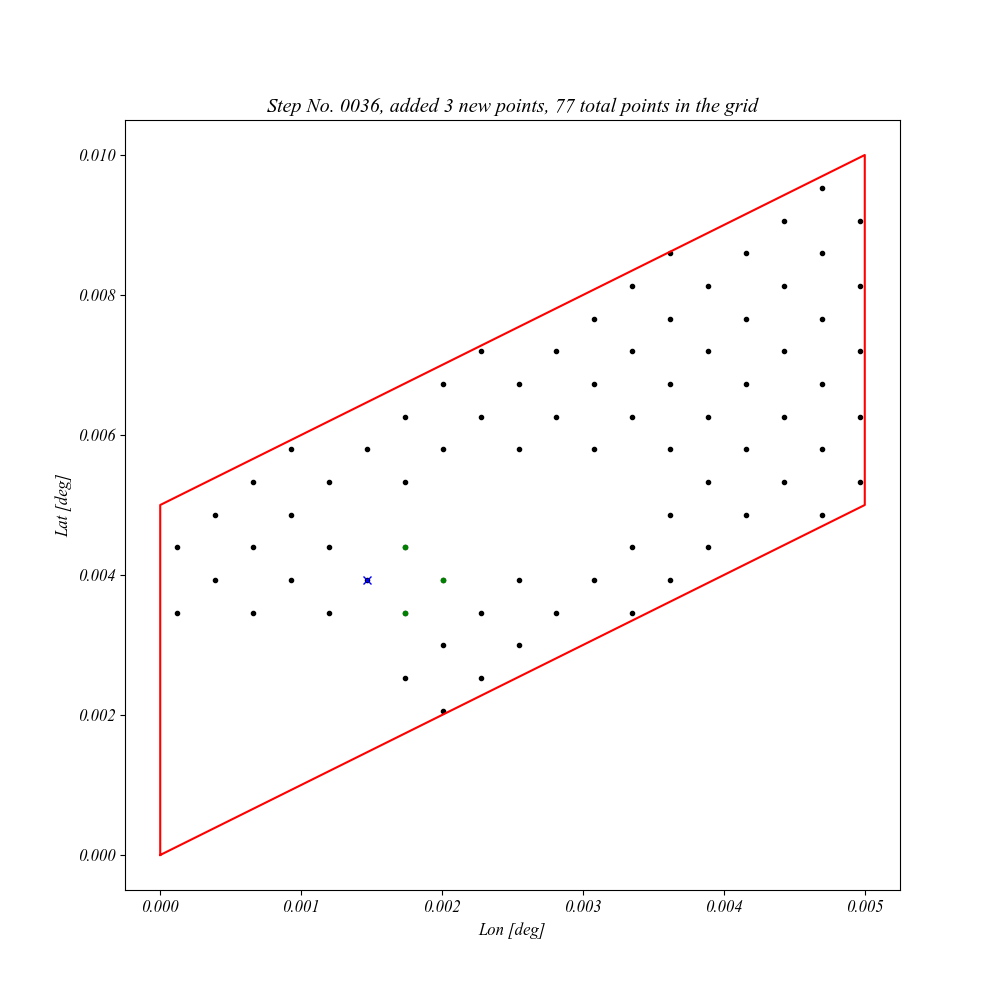 Step No. 0036, added 3 new points, 77 total points in the grid
0.010
0.008
0.006
0.004
0.002
0.000
Lat [deg]
0.000 0.001 0.002 0.003 0.004 0.005
Lon [deg]